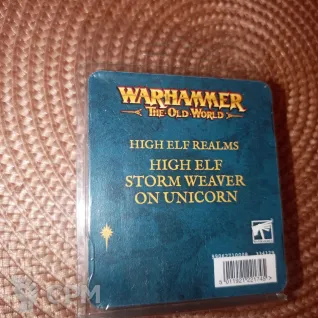 WARHAMMER
THE OLD WORLD
HIGH ELF REALMS
HIGH ELF
STORM WEAVER
ON UNICORN